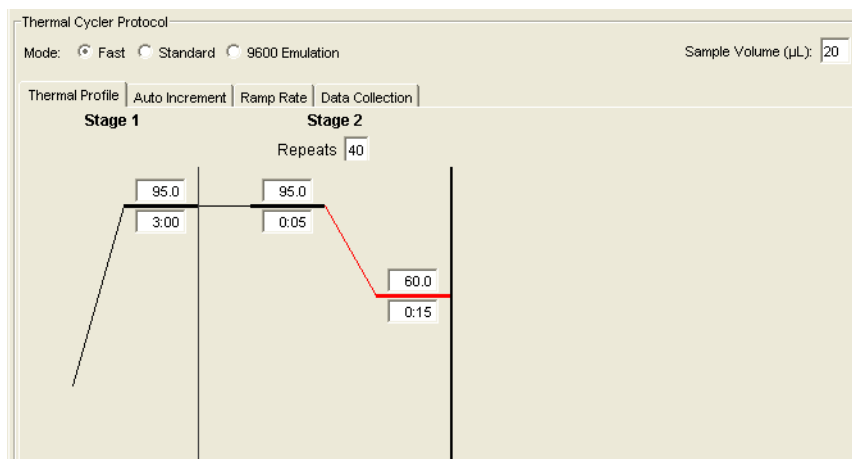 Thermal Cycler Protocol
Mode: Fast Standard 9600 Emulation Sample Volume (µL): 20
Thermal Profile Auto Increment Ramp Rate Data Collection
Stage 1 Stage 2
Repeats 40
95.0 95.0
3:00 0:05
60.0
0:15